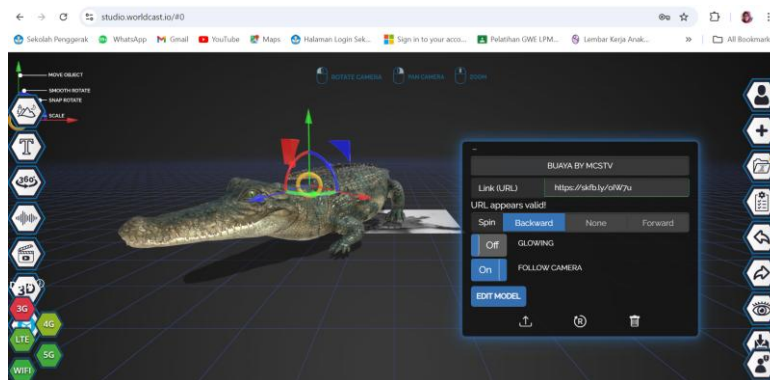 studio.worldcast.io/#0
Sekolah Penggerak
WhatsApp
Gmail
YouTube
Maps
Halaman Login Sek...
Sign in to your acco...
Pelatihan GWE LPM...
Lembar Kerja Anak...
»
All Bookmark
MOVE OBJECT
SMOOTH ROTATE
SNAP ROTATE
SCALE
ROTATE CAMERA
PAN CAMERA
ZOOM
T
360°
3D
3G
4G
LTE
5G
WIFI
BUAYA BY MCSTV
Link (URL)
https://skfb.ly/oIW7u
URL appears valid!
Spin
Backward
None
Forward
Off
GLOWING
On
FOLLOW CAMERA
EDIT MODEL
R